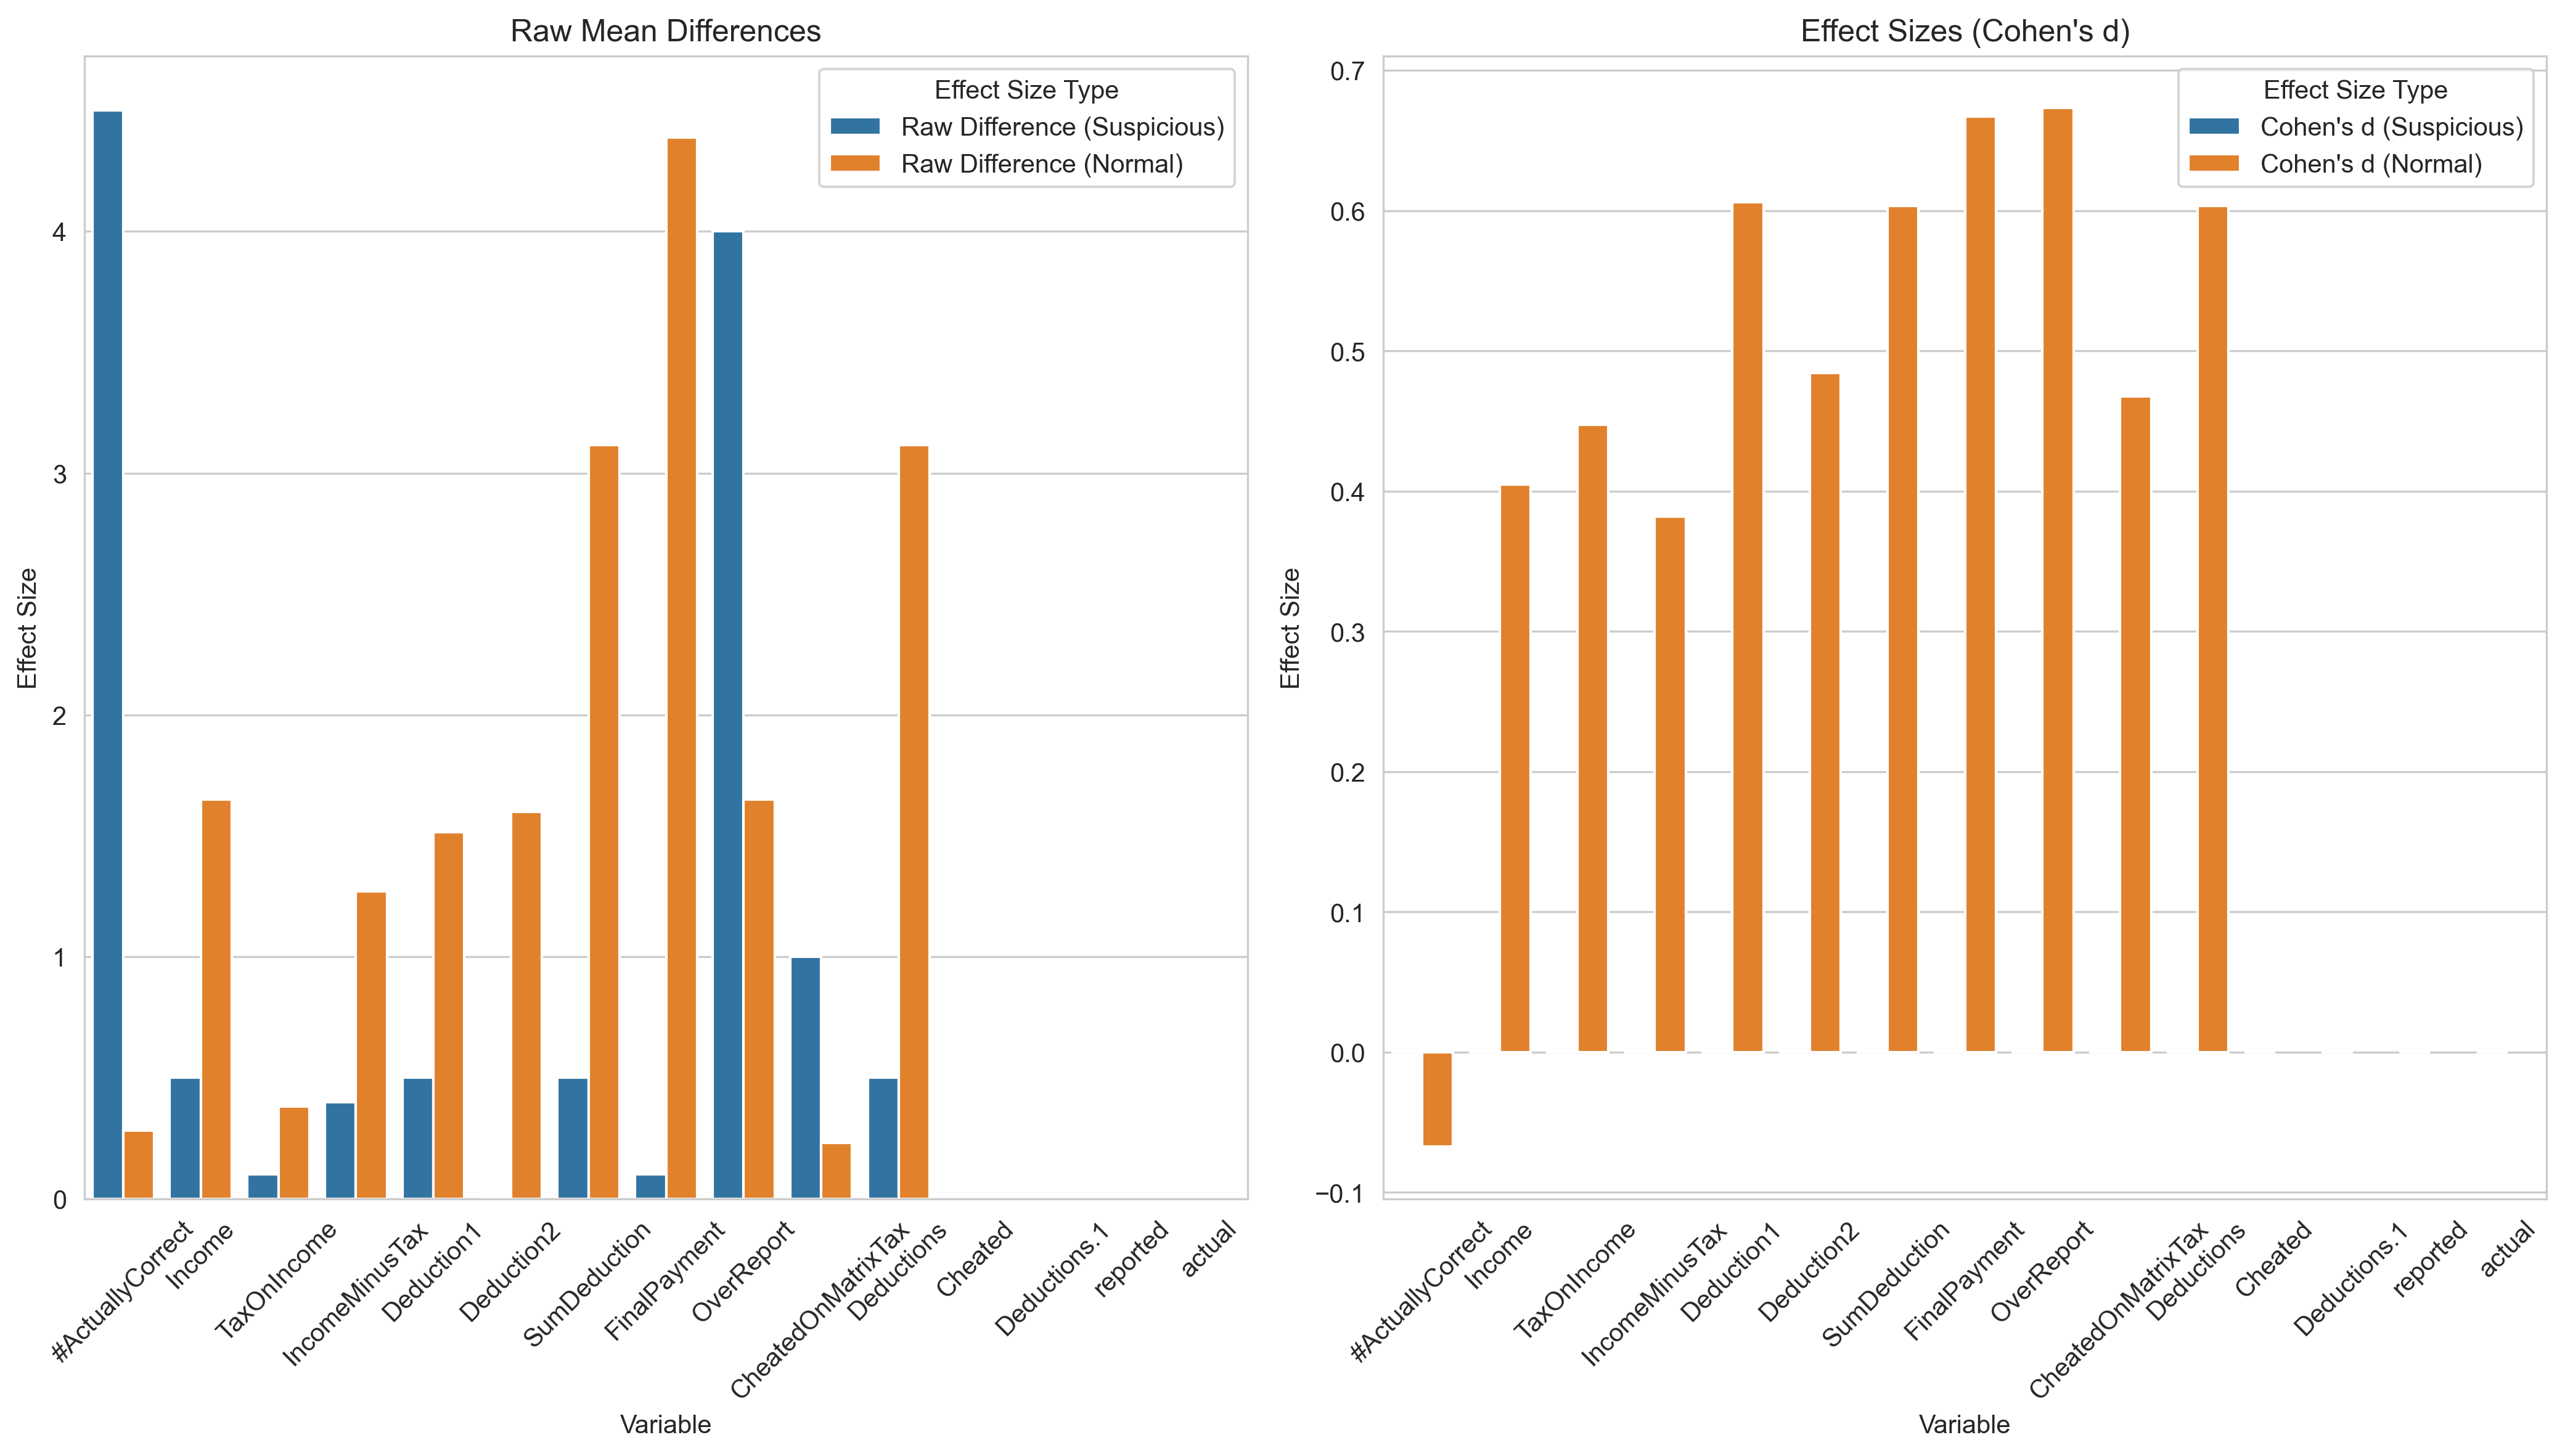 Raw Mean Differences
Effect Size Type
Raw Difference (Suspicious)
Raw Difference (Normal)
Effect Size
4
3
2
1
0
#ActuallyCorrect
Income
TaxOnIncome
IncomeMinusTax
Deduction1
Deduction2
SumDeduction
FinalPayment
OverReport
CheatedOnMatrixTax
Deductions
Cheated
Deductions.1
reported
actual
Variable
Effect Sizes (Cohen's d)
Effect Size Type
Cohen's d (Suspicious)
Cohen's d (Normal)
Effect Size
0.7
0.6
0.5
0.4
0.3
0.2
0.1
0.0
−0.1
#ActuallyCorrect
Income
TaxOnIncome
IncomeMinusTax
Deduction1
Deduction2
SumDeduction
FinalPayment
OverReport
CheatedOnMatrixTax
Deductions
Cheated
Deductions.1
reported
actual
Variable